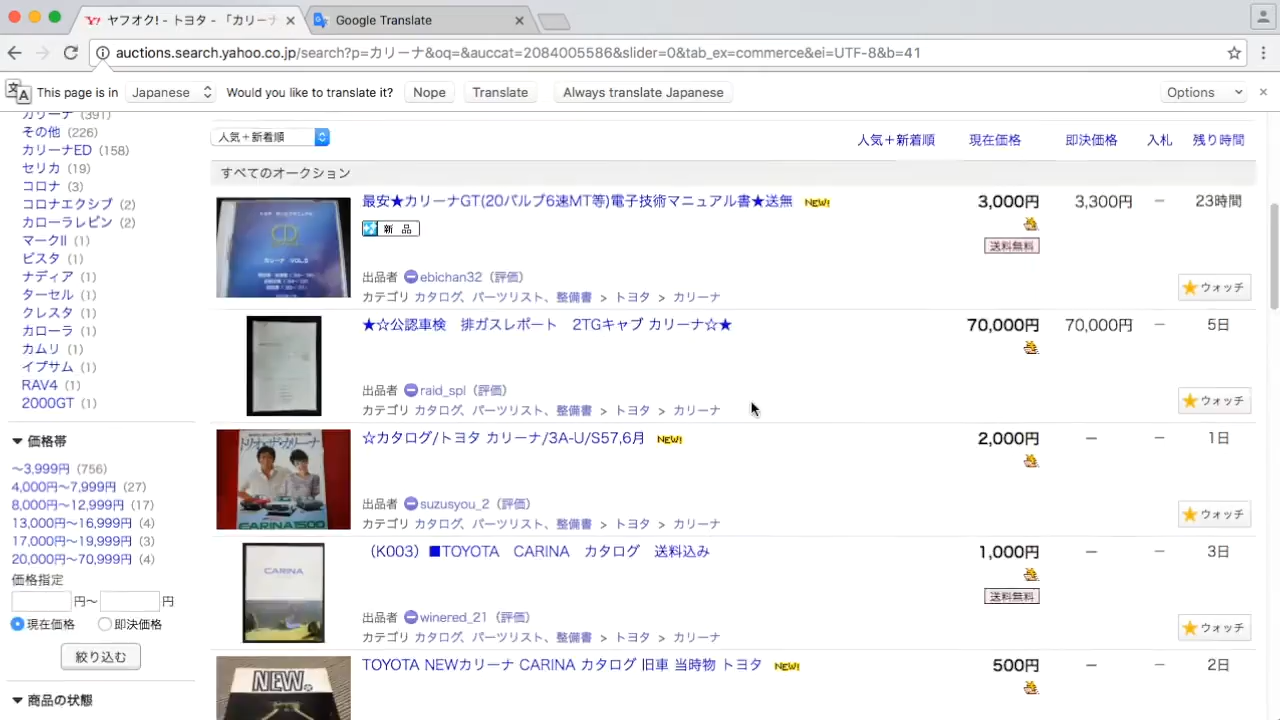 ヤフオク! - トヨタ - 「カリーナ
Google Translate
auctions.search.yahoo.co.jp/search?p=カリーナ&oq=&auccat=2084005586&slider=0&tab_ex=commerce&ei=UTF-8&b=41
This page is in Japanese Would you like to translate it? Nope Translate Always translate Japanese Options
カリーナ (391)
その他 (226)
カリーナED (158)
セリカ (19)
コロナ (3)
コロナエクシブ (2)
カローラレビン (2)
マークII (1)
ビスタ (1)
ナディア (1)
ターセル (1)
クレスタ (1)
カローラ (1)
カムリ (1)
イプサム (1)
RAV4 (1)
2000GT (1)
価格帯
〜3,999円 (756)
4,000円〜7,999円 (27)
8,000円〜12,999円 (17)
13,000円〜16,999円 (4)
17,000円〜19,999円 (3)
20,000円〜70,999円 (4)
価格指定
円〜 円
現在価格 即決価格
絞り込む
商品の状態
人気＋新着順 人気＋新着順 現在価格 即決価格 入札 残り時間
すべてのオークション
最安★カリーナGT(20バルブ6速MT等)電子技術マニュアル書★送無 NEW! 3,000円 3,300円 − 23時間
新品
送料無料
CD
出品者 ebichan32（評価）
ウォッチ
カテゴリ カタログ、パーツリスト、整備書 > トヨタ > カリーナ
★☆公認車検 排ガスレポート 2TGキャブ カリーナ☆★ 70,000円 70,000円 − 5日
出品者 raid_spl（評価）
ウォッチ
カテゴリ カタログ、パーツリスト、整備書 > トヨタ > カリーナ
☆カタログ/トヨタ カリーナ/3A-U/S57,6月 NEW! 2,000円 − − 1日
CARINA1500
出品者 suzusyou_2（評価）
ウォッチ
カテゴリ カタログ、パーツリスト、整備書 > トヨタ > カリーナ
（K003）■TOYOTA CARINA カタログ 送料込み 1,000円 − − 3日
CARINA
送料無料
出品者 winered_21（評価）
ウォッチ
カテゴリ カタログ、パーツリスト、整備書 > トヨタ > カリーナ
TOYOTA NEWカリーナ CARINA カタログ 旧車 当時物 トヨタ NEW! 500円 − − 2日
NEW.